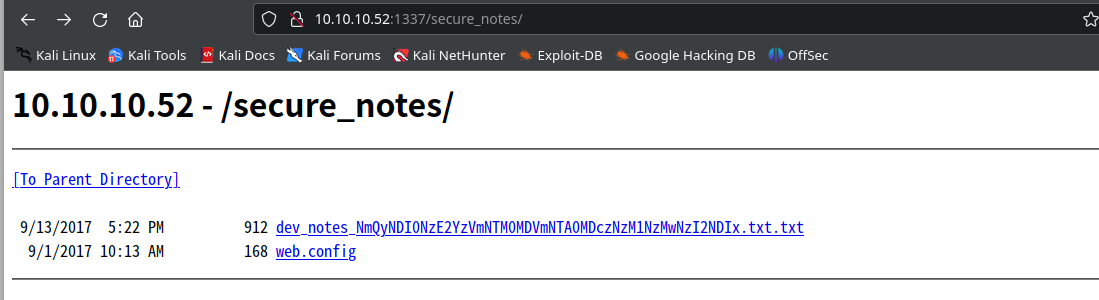 10.10.10.52:1337/secure_notes/
Kali Linux Kali Tools Kali Docs Kali Forums Kali NetHunter Exploit-DB Google Hacking DB OffSec
10.10.10.52 - /secure_notes/
[To Parent Directory]
9/13/2017 5:22 PM 912 dev_notes_NmQyNDI0NzE2YzVmNTM0MDVmNTA0MDczNzM1NzMwNzI2NDIx.txt.txt
9/1/2017 10:13 AM 168 web.config